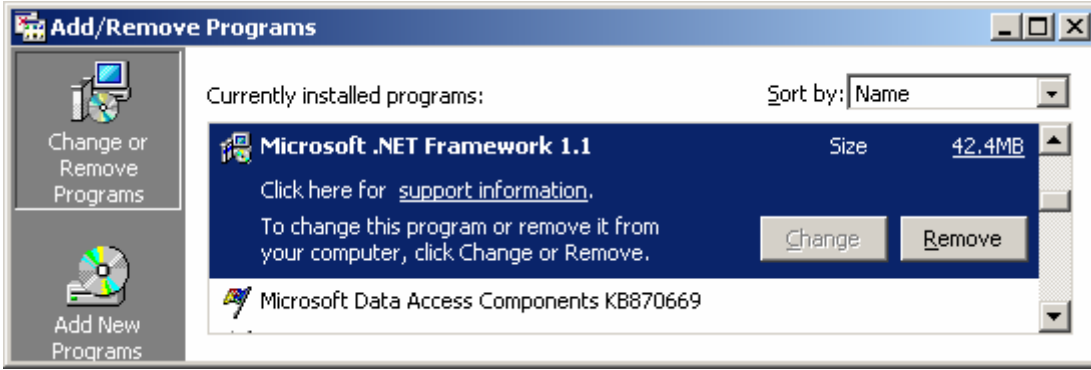 Add/Remove Programs
Change or
Remove
Programs
Add New
Programs
Currently installed programs:
Sort by: Name
Microsoft .NET Framework 1.1 Size 42.4MB
Click here for support information.
To change this program or remove it from
your computer, click Change or Remove.
Change Remove
Microsoft Data Access Components KB870669